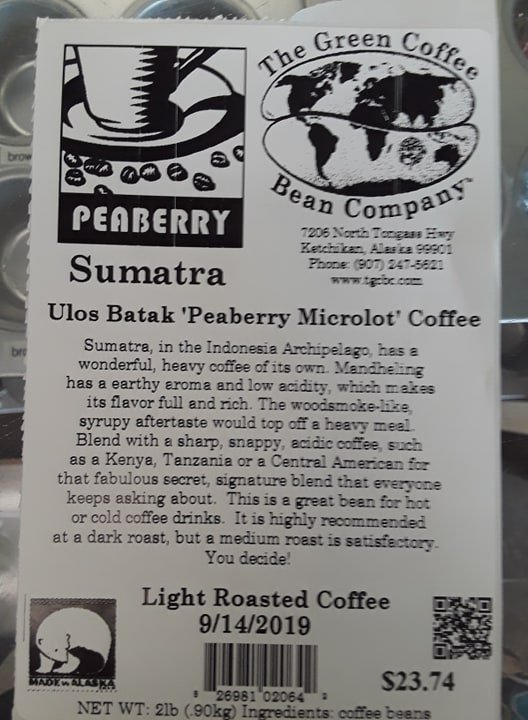 The Green Coffee
Bean Company
PEABERRY
7206 North Tongass Hwy
Ketchikan, Alaska 99901
Phone: (907) 247-5621
www.tgcbc.com
Sumatra
Ulos Batak 'Peaberry Microlot' Coffee
Sumatra, in the Indonesia Archipelago, has a
wonderful, heavy coffee of its own. Mandheling
has a earthy aroma and low acidity, which makes
its flavor full and rich. The woodsmoke-like,
syrupy aftertaste would top off a heavy meal.
Blend with a sharp, snappy, acidic coffee, such
as a Kenya, Tanzania or a Central American for
that fabulous secret, signature blend that everyone
keeps asking about. This is a great bean for hot
or cold coffee drinks. It is highly recommended
at a dark roast, but a medium roast is satisfactory.
You decide!
Light Roasted Coffee
9/14/2019
MADE IN ALASKA
8 26981 02064 2
$23.74
NET WT: 2lb (.90kg) Ingredients: coffee beans